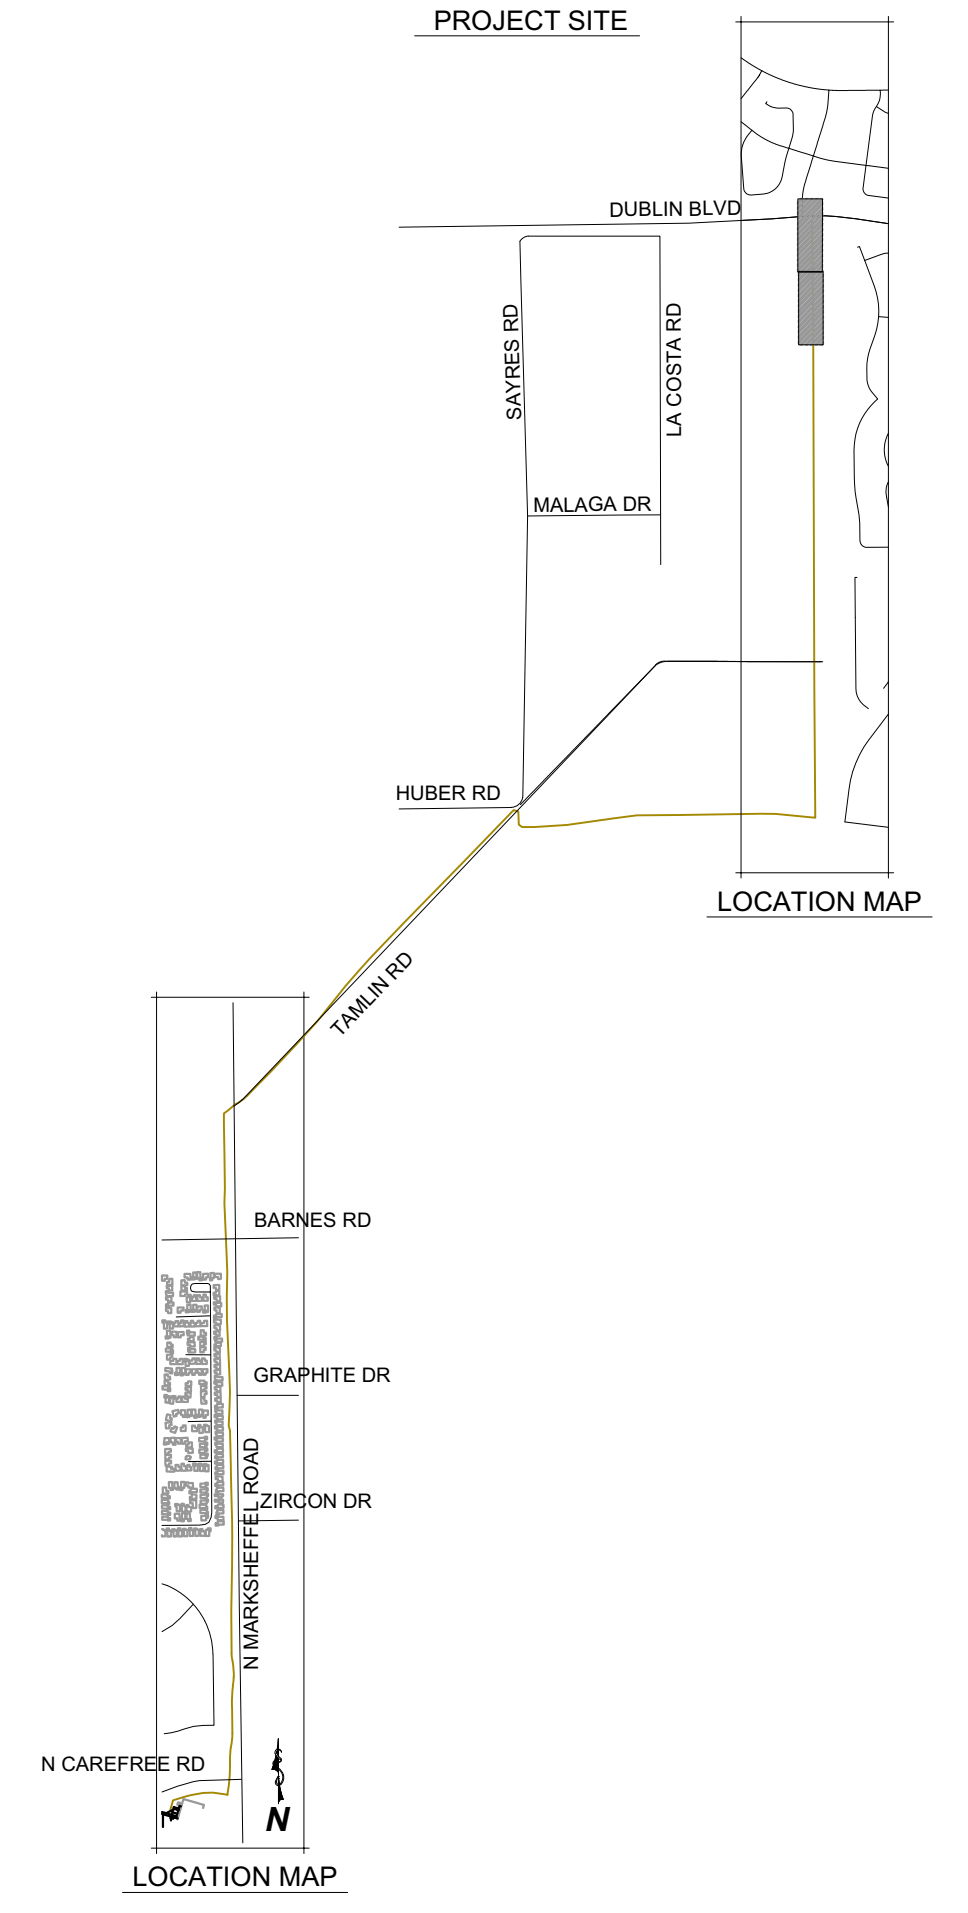 PROJECT SITE
DUBLIN BLVD
SAYRES RD
LA COSTA RD
MALAGA DR
HUBER RD
LOCATION MAP
TAMLIN RD
BARNES RD
GRAPHITE DR
ZIRCON DR
N MARKSHEFFEL ROAD
N CAREFREE RD
N
LOCATION MAP